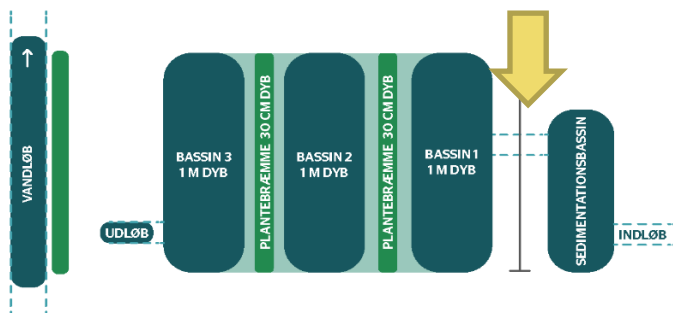 VANDLØB
UDLØB
BASSIN 3
1 M DYB
PLANTEBRÆMME 30 CM DYB
BASSIN 2
1 M DYB
PLANTEBRÆMME 30 CM DYB
BASSIN 1
1 M DYB
SEDIMENTATIONSBASSIN
INDLØB